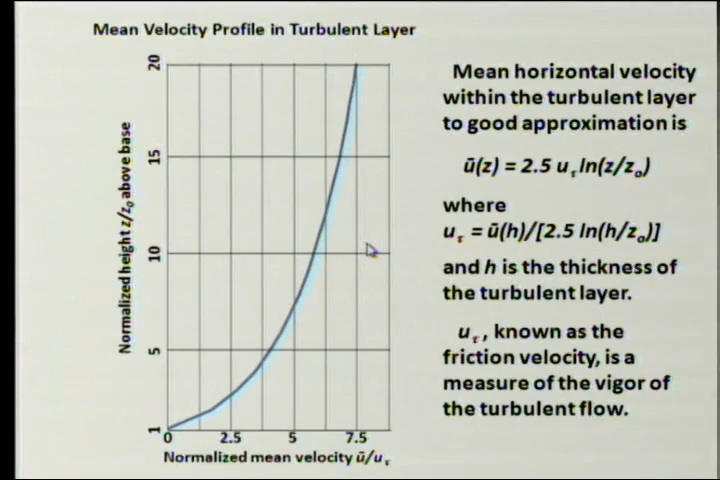 Mean Velocity Profile in Turbulent Layer
20
15
10
5
1
Normalized height z/z₀ above base
0 2.5 5 7.5
Normalized mean velocity ū/uτ
Mean horizontal velocity
within the turbulent layer
to good approximation is
ū(z) = 2.5 uτ ln(z/z₀)
where
uτ = ū(h)/[2.5 ln(h/z₀)]
and h is the thickness of
the turbulent layer.
uτ, known as the
friction velocity, is a
measure of the vigor of
the turbulent flow.